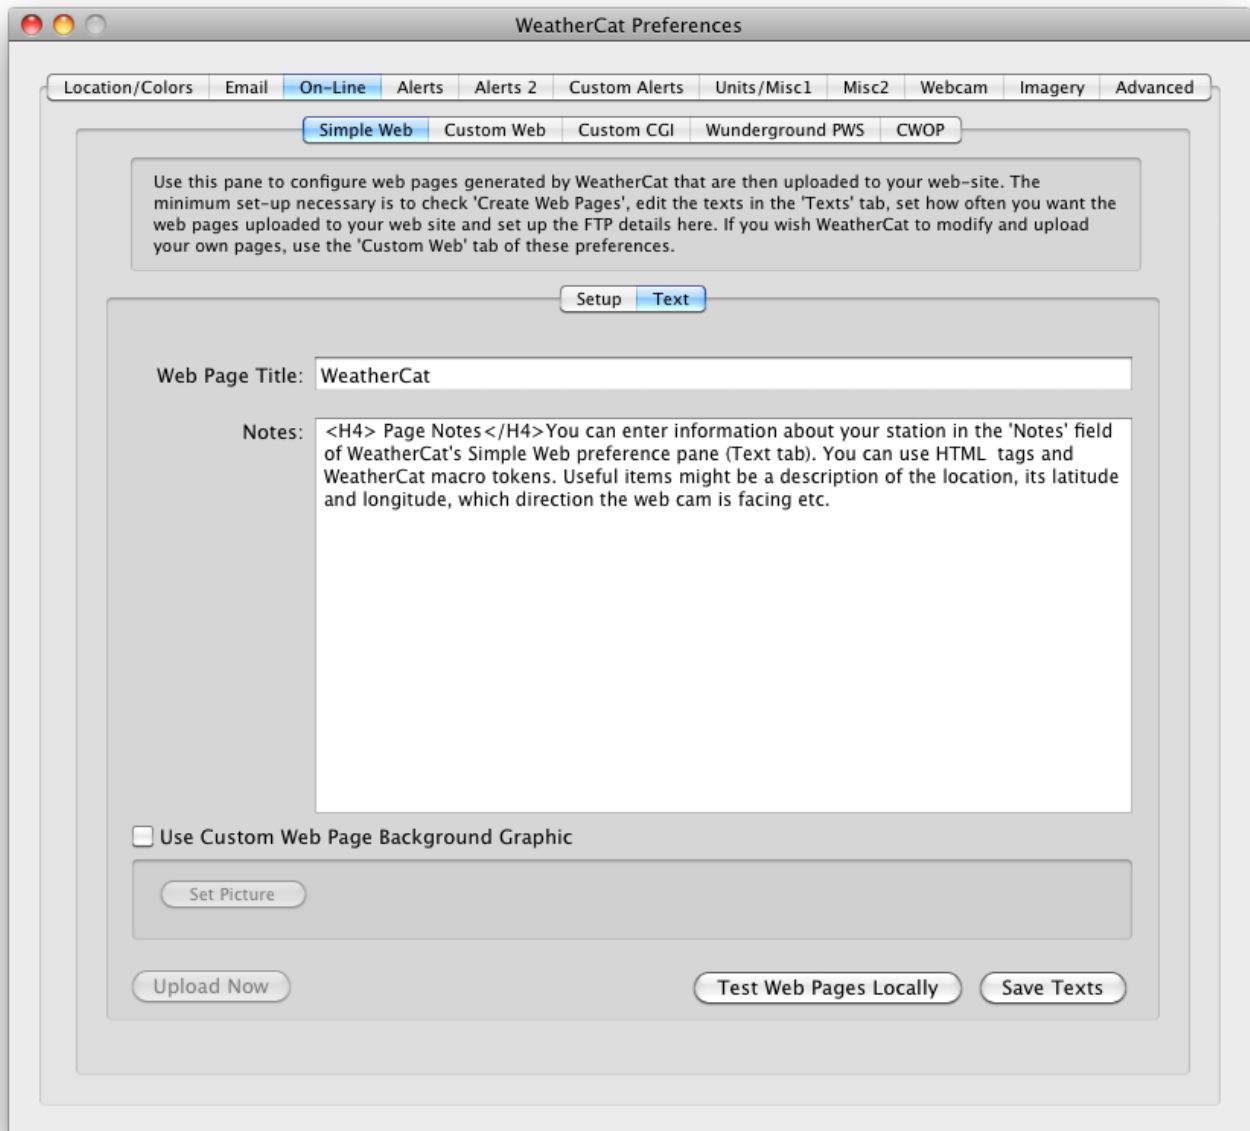 WeatherCat Preferences
Location/Colors Email On-Line Alerts Alerts 2 Custom Alerts Units/Misc1 Misc2 Webcam Imagery Advanced
Simple Web Custom Web Custom CGI Wunderground PWS CWOP
Use this pane to configure web pages generated by WeatherCat that are then uploaded to your web-site. The
minimum set-up necessary is to check 'Create Web Pages', edit the texts in the 'Texts' tab, set how often you want the
web pages uploaded to your web site and set up the FTP details here. If you wish WeatherCat to modify and upload
your own pages, use the 'Custom Web' tab of these preferences.
Setup Text
Web Page Title: WeatherCat
Notes: <H4> Page Notes</H4>You can enter information about your station in the 'Notes' field
of WeatherCat's Simple Web preference pane (Text tab). You can use HTML  tags and
WeatherCat macro tokens. Useful items might be a description of the location, its latitude
and longitude, which direction the web cam is facing etc.
Use Custom Web Page Background Graphic
Set Picture
Upload Now Test Web Pages Locally Save Texts